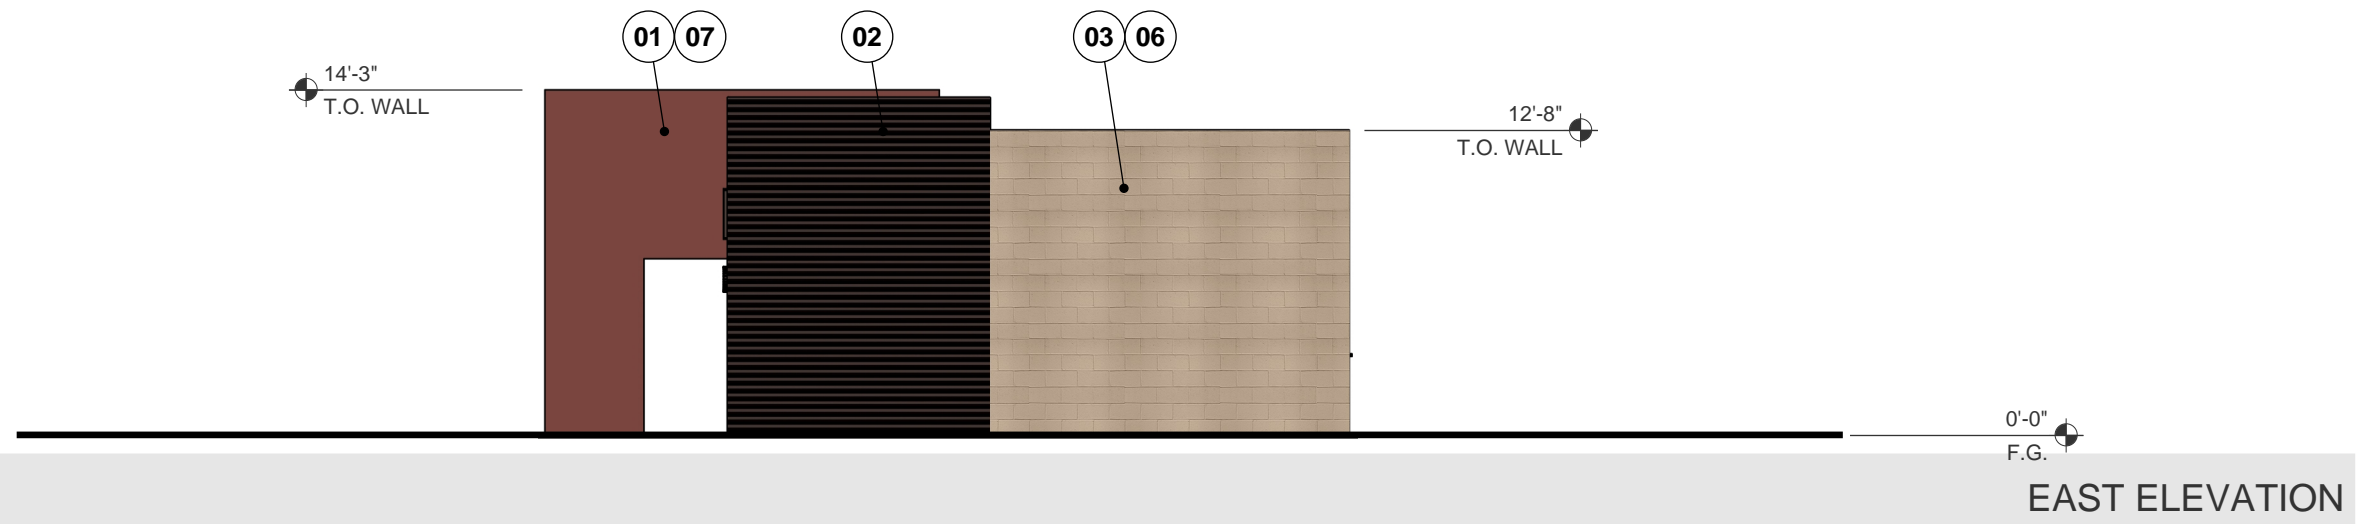 01 07 02 03 06
14'-3"
T.O. WALL
12'-8"
T.O. WALL
0'-0"
F.G.
EAST ELEVATION